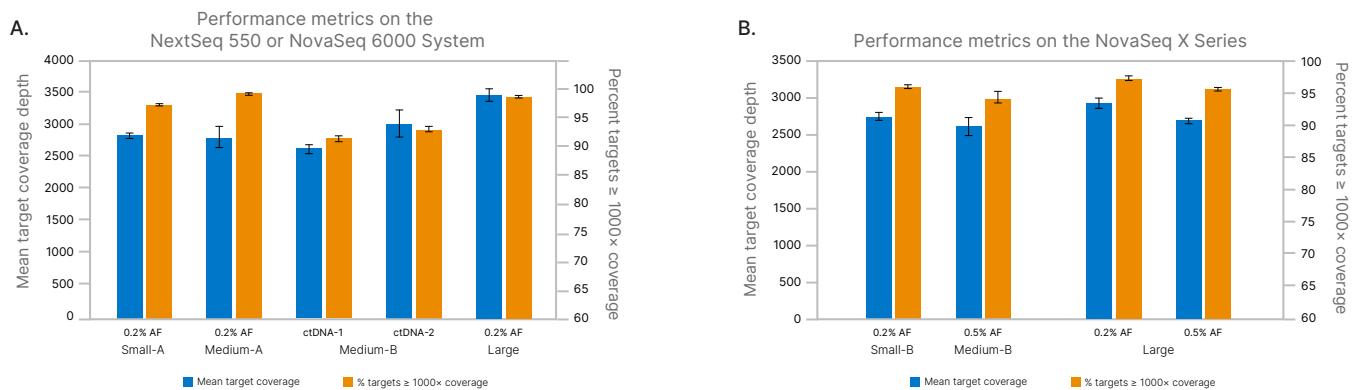 A.
Performance metrics on the
NextSeq 550 or NovaSeq 6000 System
Mean target coverage depth
4000
3500
3000
2500
2000
1500
1000
500
0
100
95
90
85
80
75
70
65
60
Percent targets ≥ 1000× coverage
0.2% AF
0.2% AF
ctDNA-1
ctDNA-2
0.2% AF
Small-A
Medium-A
Medium-B
Large
Mean target coverage
% targets ≥ 1000× coverage
B.
Performance metrics on the NovaSeq X Series
Mean target coverage depth
3500
3000
2500
2000
1500
1000
500
0
100
95
90
85
80
70
65
60
Percent targets ≥ 1000× coverage
0.2% AF
0.5% AF
0.2% AF
0.5% AF
Small-B
Medium-B
Large
Mean target coverage
% targets ≥ 1000× coverage